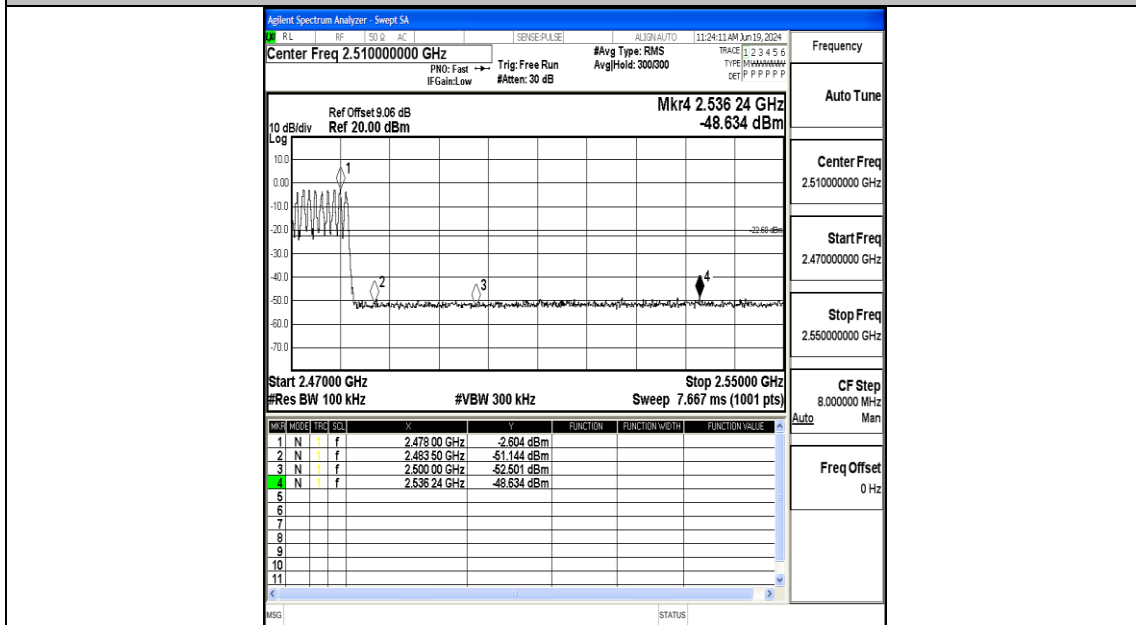 Agilent Spectrum Analyzer - Swept SA
RL RF 50 Ω AC SENSE:PULSE ALIGN AUTO 11:24:11 AM Jun 19, 2024
Center Freq 2.510000000 GHz
PNO: Fast
IFGain:Low
Trig: Free Run
#Atten: 30 dB
#Avg Type: RMS
Avg|Hold: 300/300
TRACE 1 2 3 4 5 6
TYPE
DET P P P P P P
Frequency
Auto Tune
Center Freq
2.510000000 GHz
Start Freq
2.470000000 GHz
Stop Freq
2.550000000 GHz
CF Step
8.000000 MHz
Auto Man
Freq Offset
0 Hz
Mkr4 2.536 24 GHz
-48.634 dBm
Ref Offset 9.06 dB
10 dB/div Ref 20.00 dBm
Log
10.0
0.00
-10.0
-20.0
-30.0
-40.0
-50.0
-60.0
-70.0
1
2
3
4
-22.60 dBm
Start 2.47000 GHz Stop 2.55000 GHz
#Res BW 100 kHz #VBW 300 kHz Sweep 7.667 ms (1001 pts)
MKR MODE TRC SCL X Y FUNCTION FUNCTION WIDTH FUNCTION VALUE
1 N 1 f 2.478 00 GHz -2.604 dBm
2 N 1 f 2.483 50 GHz -51.144 dBm
3 N 1 f 2.500 00 GHz -52.501 dBm
4 N 1 f 2.536 24 GHz -48.634 dBm
5
6
7
8
9
10
11
MSG STATUS